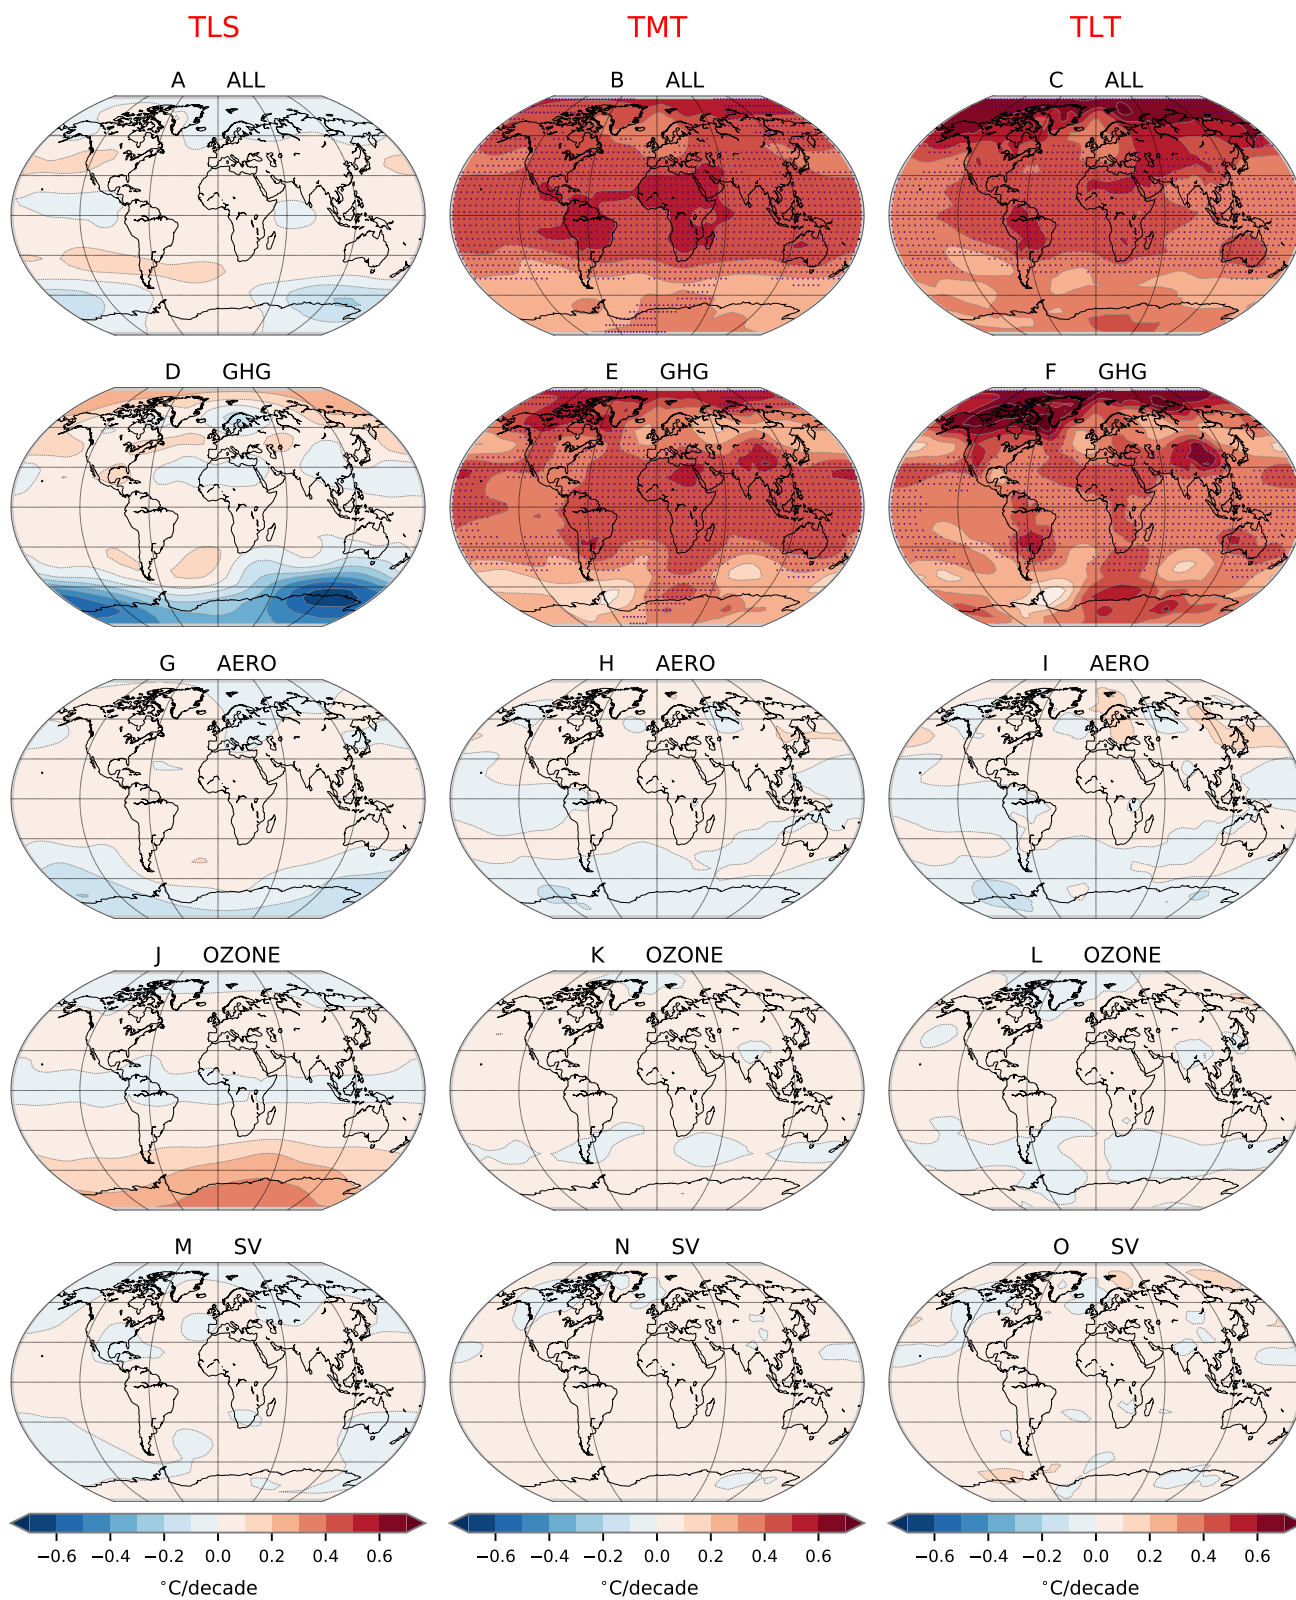 TLS TMT TLT
A ALL B ALL C ALL
D GHG E GHG F GHG
G AERO H AERO I AERO
J OZONE K OZONE L OZONE
M SV N SV O SV
−0.6 −0.4 −0.2 0.0 0.2 0.4 0.6 −0.6 −0.4 −0.2 0.0 0.2 0.4 0.6 −0.6 −0.4 −0.2 0.0 0.2 0.4 0.6
°C/decade °C/decade °C/decade